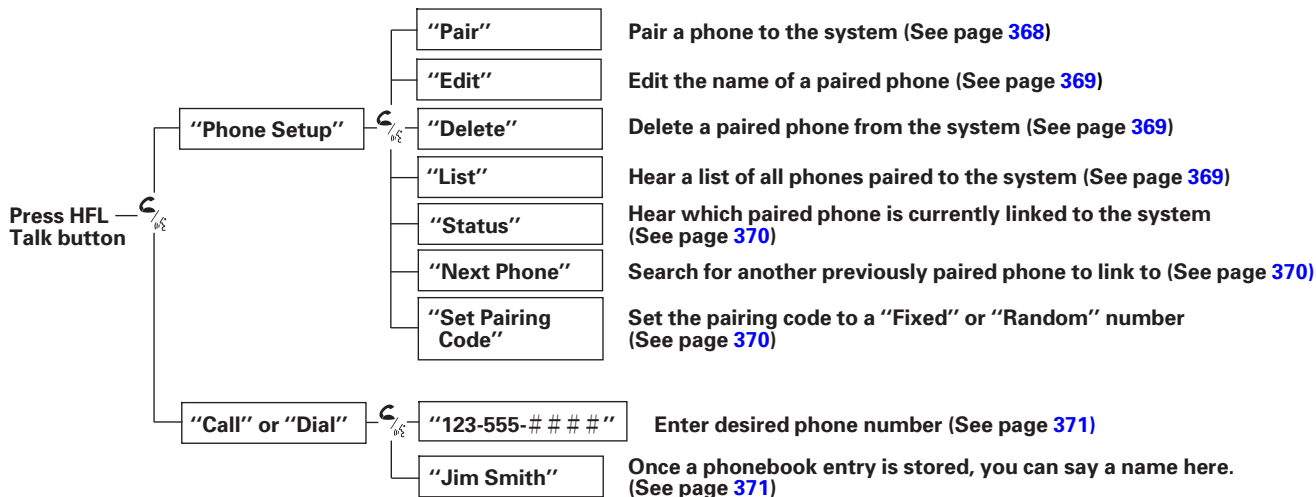 "Pair" Pair a phone to the system (See page 368)
"Edit" Edit the name of a paired phone (See page 369)
"Phone Setup" "Delete" Delete a paired phone from the system (See page 369)
"List" Hear a list of all phones paired to the system (See page 369)
Press HFL
Talk button
"Status" Hear which paired phone is currently linked to the system
(See page 370)
"Next Phone" Search for another previously paired phone to link to (See page 370)
"Set Pairing
Code"
Set the pairing code to a "Fixed" or "Random" number
(See page 370)
"Call" or "Dial" "123-555-####" Enter desired phone number (See page 371)
"Jim Smith" Once a phonebook entry is stored, you can say a name here.
(See page 371)